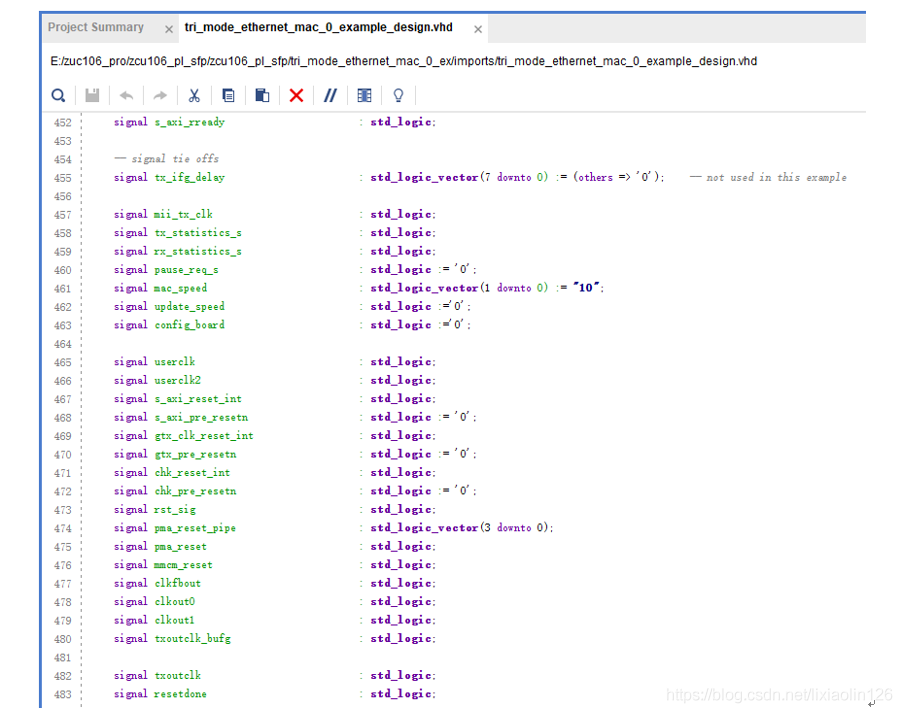 Project Summary × tri_mode_ethernet_mac_0_example_design.vhd ×
E:/zuc106_pro/zcu106_pl_sfp/zcu106_pl_sfp/tri_mode_ethernet_mac_0_ex/imports/tri_mode_ethernet_mac_0_example_design.vhd
452 signal s_axi_rready : std_logic;
453
454 -- signal tie offs
455 signal tx_ifg_delay : std_logic_vector(7 downto 0) := (others => '0'); -- not used in this example
456
457 signal mii_tx_clk : std_logic;
458 signal tx_statistics_s : std_logic;
459 signal rx_statistics_s : std_logic;
460 signal pause_req_s : std_logic := '0';
461 signal mac_speed : std_logic_vector(1 downto 0) := "10";
462 signal update_speed : std_logic :='0';
463 signal config_board : std_logic :='0';
464
465 signal userclk : std_logic;
466 signal userclk2 : std_logic;
467 signal s_axi_reset_int : std_logic;
468 signal s_axi_pre_resetn : std_logic := '0';
469 signal gtx_clk_reset_int : std_logic;
470 signal gtx_pre_resetn : std_logic := '0';
471 signal chk_reset_int : std_logic;
472 signal chk_pre_resetn : std_logic := '0';
473 signal rst_sig : std_logic;
474 signal pma_reset_pipe : std_logic_vector(3 downto 0);
475 signal pma_reset : std_logic;
476 signal mmcm_reset : std_logic;
477 signal clkfbout : std_logic;
478 signal clkout0 : std_logic;
479 signal clkout1 : std_logic;
480 signal txoutclk_bufg : std_logic;
481
482 signal txoutclk : std_logic;
483 signal resetdone : std_logic;
https://blog.csdn.net/lixiaolin126